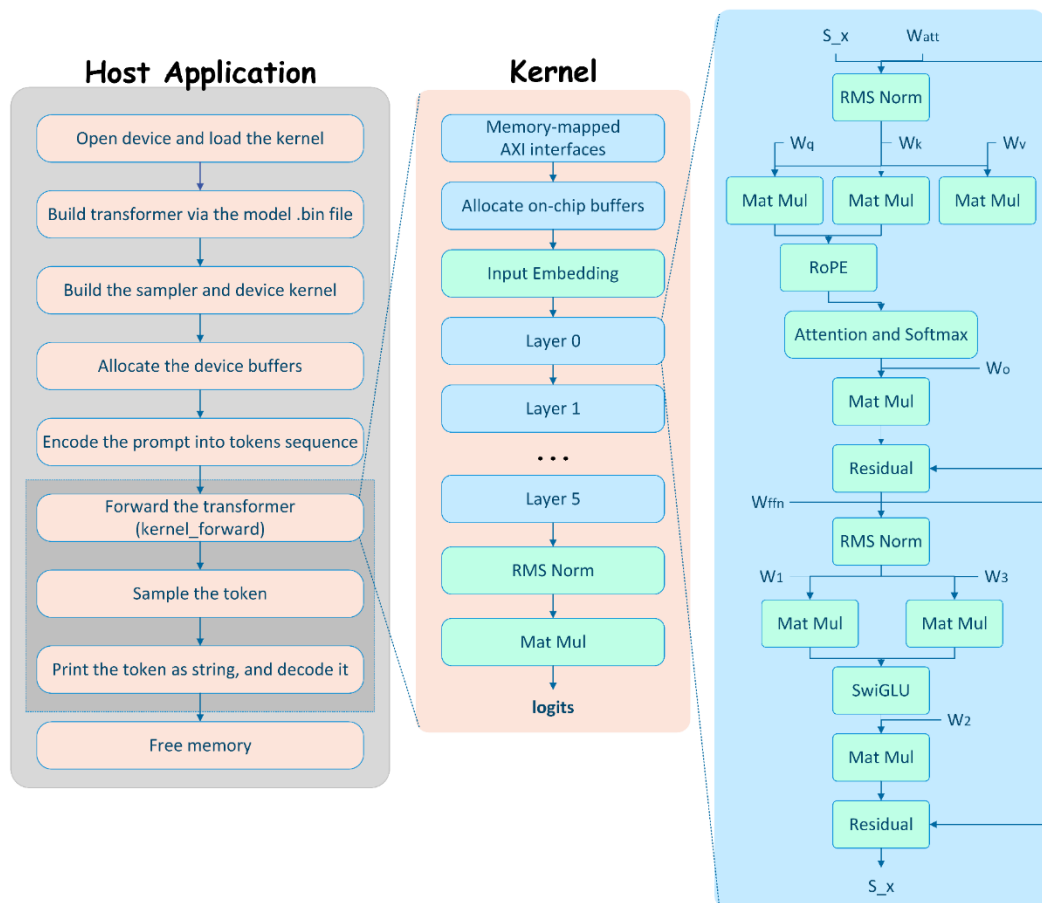 Host Application
Open device and load the kernel
Build transformer via the model .bin file
Build the sampler and device kernel
Allocate the device buffers
Encode the prompt into tokens sequence
Forward the transformer
(kernel_forward)
Sample the token
Print the token as string, and decode it
Free memory
Kernel
Memory-mapped
AXI interfaces
Allocate on-chip buffers
Input Embedding
Layer 0
Layer 1
...
Layer 5
RMS Norm
Mat Mul
logits
S_x Watt
RMS Norm
Wq Wk Wv
Mat Mul Mat Mul Mat Mul
RoPE
Attention and Softmax
Wo
Mat Mul
Residual
Wffn
RMS Norm
W1 W3
Mat Mul Mat Mul
SwiGLU
W2
Mat Mul
Residual
S_x